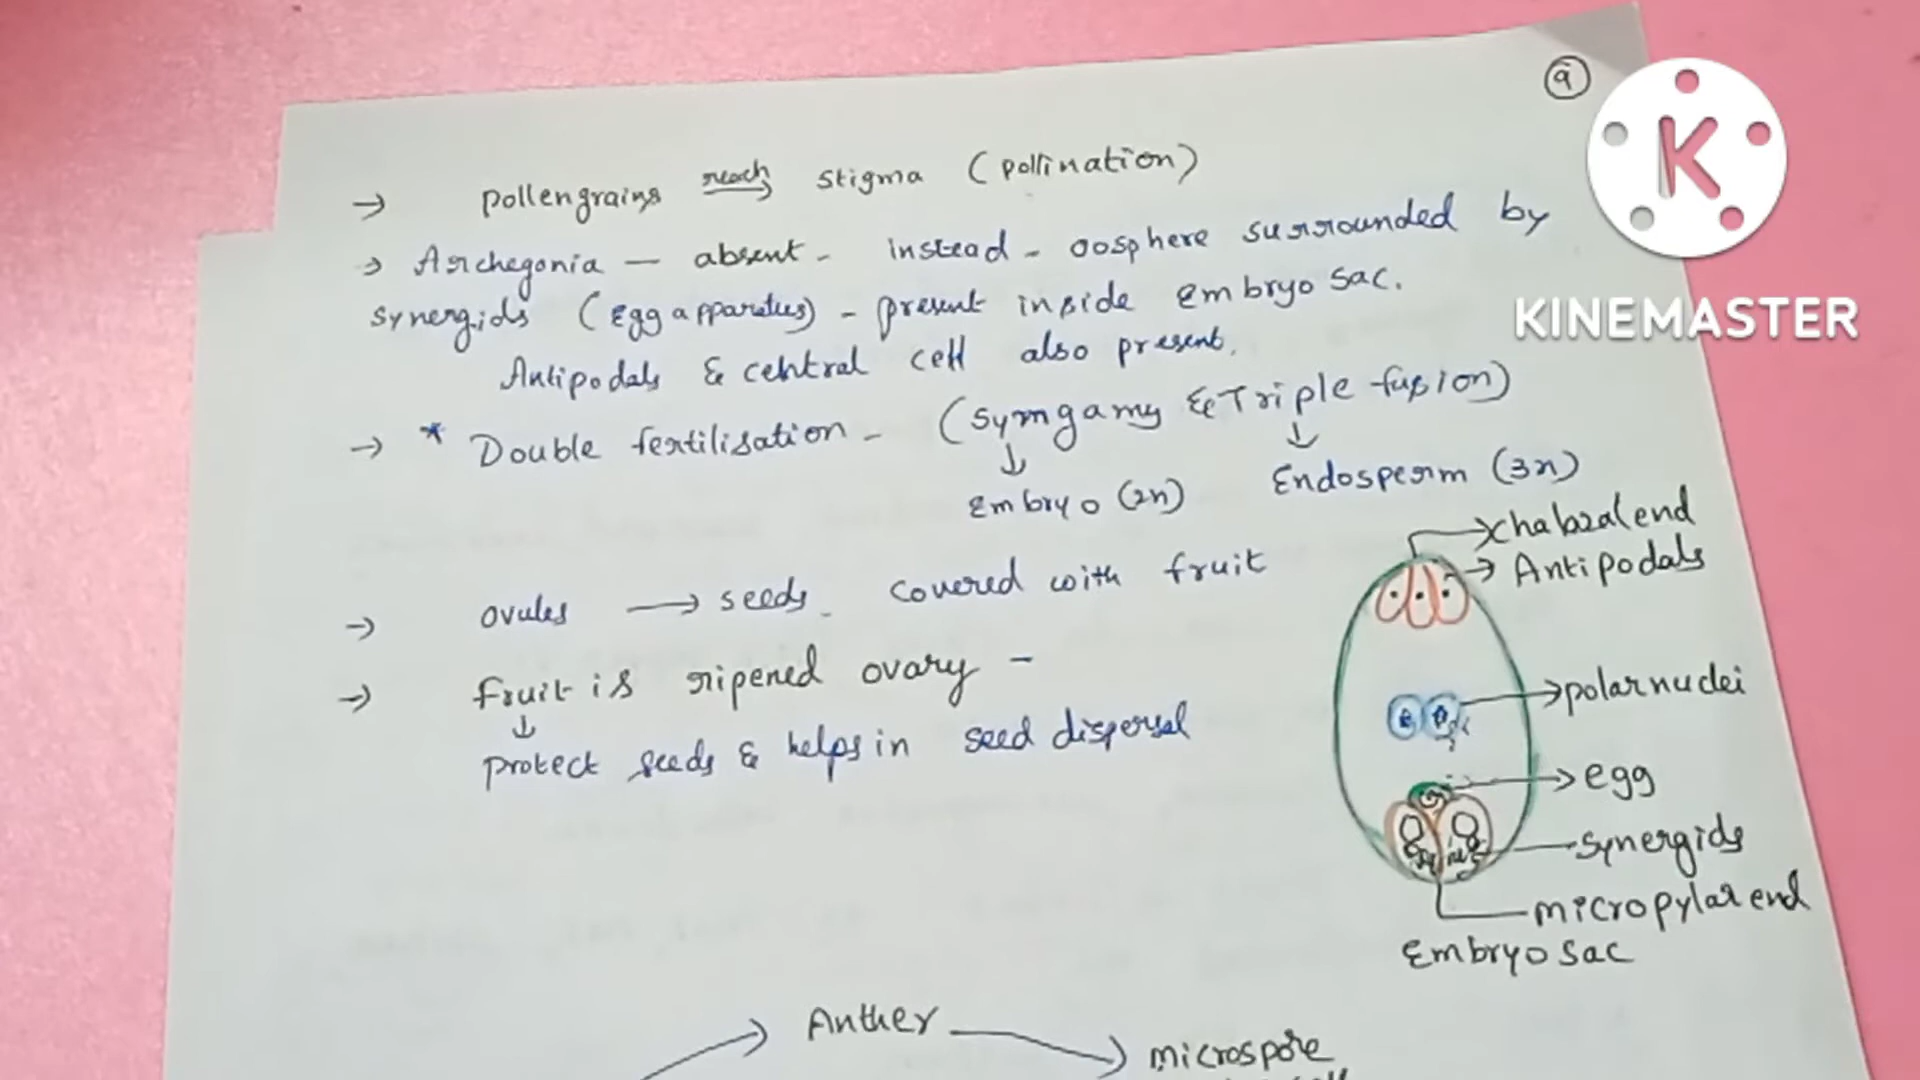 9
K
KINEMASTER
→ pollengrains reach→ stigma (pollination)
→ Archegonia — absent - instead - oosphere surrounded by
synergids (Egg apparatus) - present inside Embryo sac.
Antipodals & central cell also present.
→ * Double fertilisation - (Symgamy & Triple fusion)
↓ ↓
Embryo (2n) Endosperm (3n)
→ ovules → seeds - covered with fruit
→ fruit is ripened ovary -
↓
protect seeds & helps in seed dispersal
chabzal end
→ Antipodals
→ polar nuclei
→ egg
synergids
micropylar end
Embryo sac
→ Anther → microspore